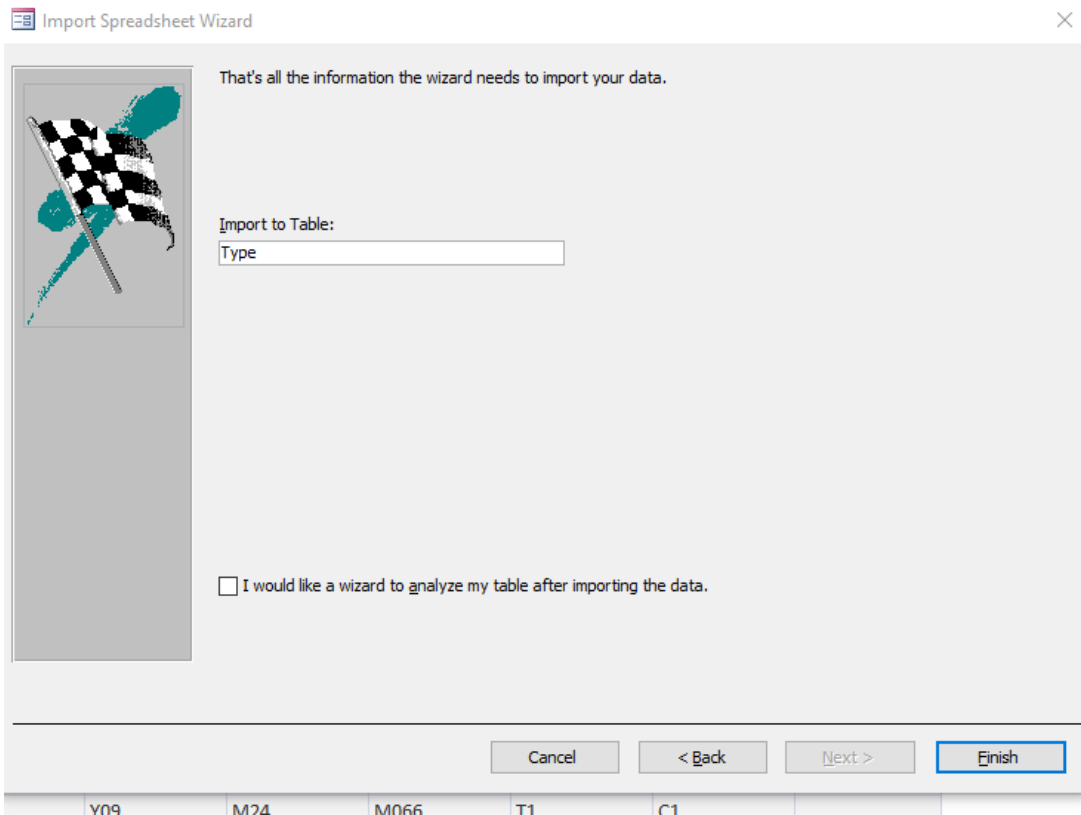 Import Spreadsheet Wizard
That's all the information the wizard needs to import your data.
Import to Table:
Type
I would like a wizard to analyze my table after importing the data.
Cancel < Back Next > Finish
Y09 M24 M066 T1 C1